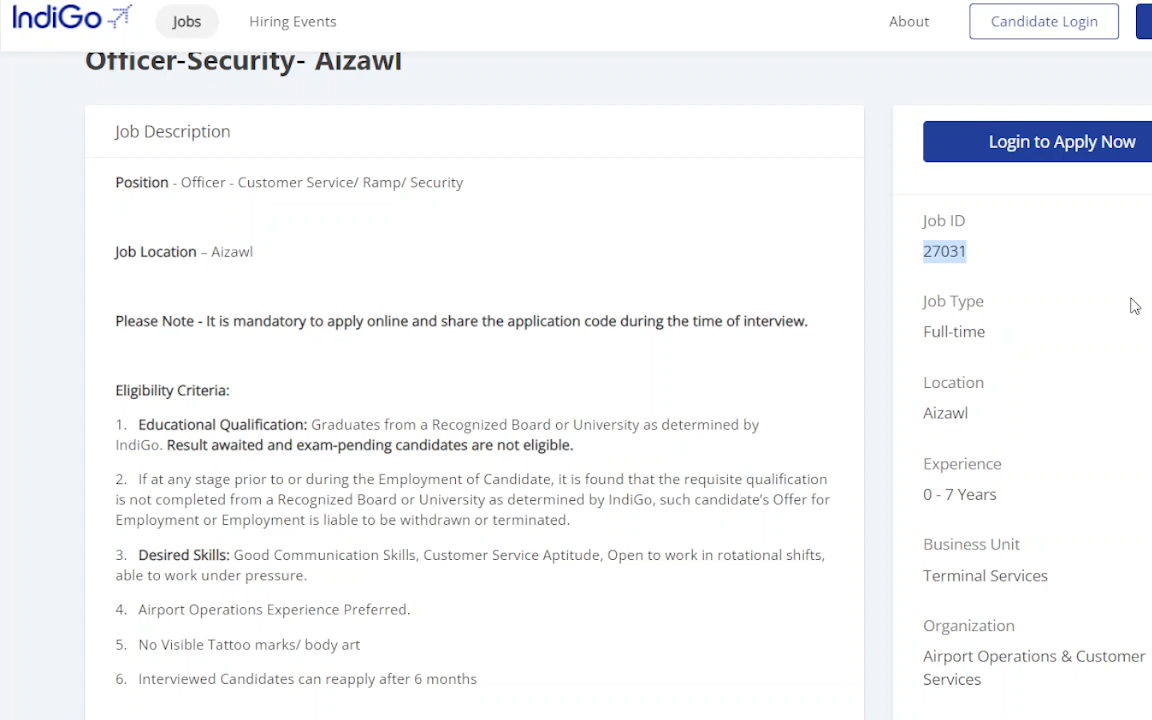 IndiGo Jobs Hiring Events About Candidate Login
Officer-Security- Aizawl
Job Description
Position - Officer - Customer Service/ Ramp/ Security
Job Location – Aizawl
Please Note - It is mandatory to apply online and share the application code during the time of interview.
Eligibility Criteria:
1. Educational Qualification: Graduates from a Recognized Board or University as determined by
IndiGo. Result awaited and exam-pending candidates are not eligible.
2. If at any stage prior to or during the Employment of Candidate, it is found that the requisite qualification
is not completed from a Recognized Board or University as determined by IndiGo, such candidate's Offer for
Employment or Employment is liable to be withdrawn or terminated.
3. Desired Skills: Good Communication Skills, Customer Service Aptitude, Open to work in rotational shifts,
able to work under pressure.
4. Airport Operations Experience Preferred.
5. No Visible Tattoo marks/ body art
6. Interviewed Candidates can reapply after 6 months
Login to Apply Now
Job ID
27031
Job Type
Full-time
Location
Aizawl
Experience
0 - 7 Years
Business Unit
Terminal Services
Organization
Airport Operations & Customer
Services